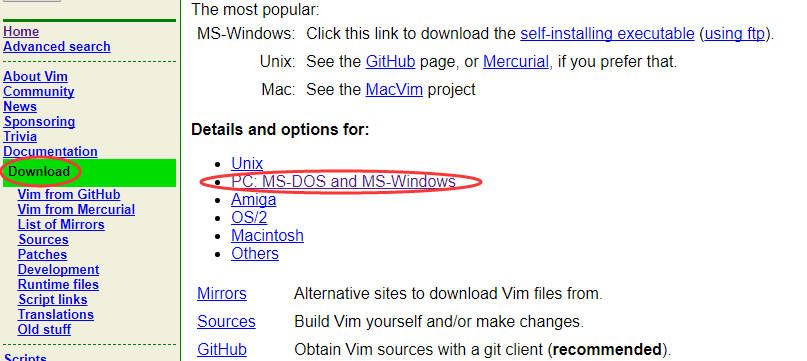 Home
Advanced search
About Vim
Community
News
Sponsoring
Trivia
Documentation
Download
Vim from GitHub
Vim from Mercurial
List of Mirrors
Sources
Patches
Development
Runtime files
Script links
Translations
Old stuff
Scripts
The most popular:
MS-Windows: Click this link to download the self-installing executable (using ftp).
Unix: See the GitHub page, or Mercurial, if you prefer that.
Mac: See the MacVim project
Details and options for:
Unix
PC: MS-DOS and MS-Windows
Amiga
OS/2
Macintosh
Others
Mirrors Alternative sites to download Vim files from.
Sources Build Vim yourself and/or make changes.
GitHub Obtain Vim sources with a git client (recommended).